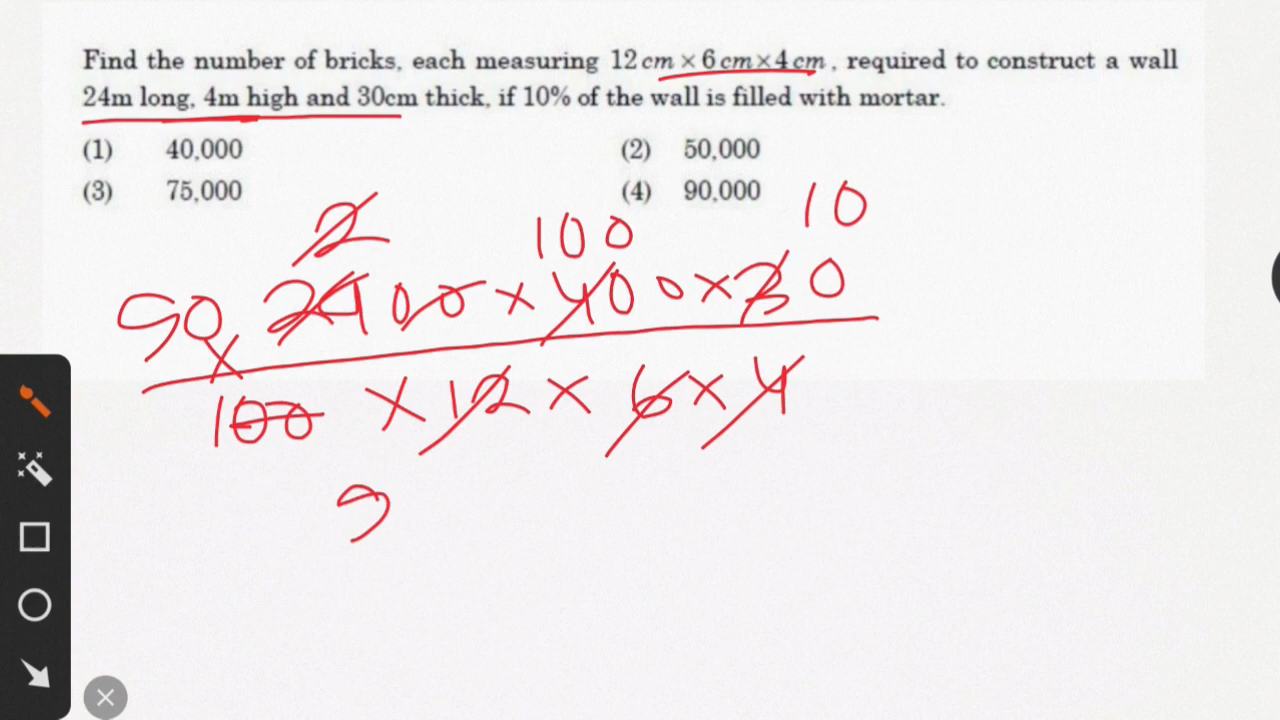 Find the number of bricks, each measuring 12 cm × 6 cm × 4 cm, required to construct a wall
24m long, 4m high and 30cm thick, if 10% of the wall is filled with mortar.
(1) 40,000 (2) 50,000
(3) 75,000 (4) 90,000
2 100 10
90 × 2400 × 400 × 30
100 × 12 × 6 × 4
9